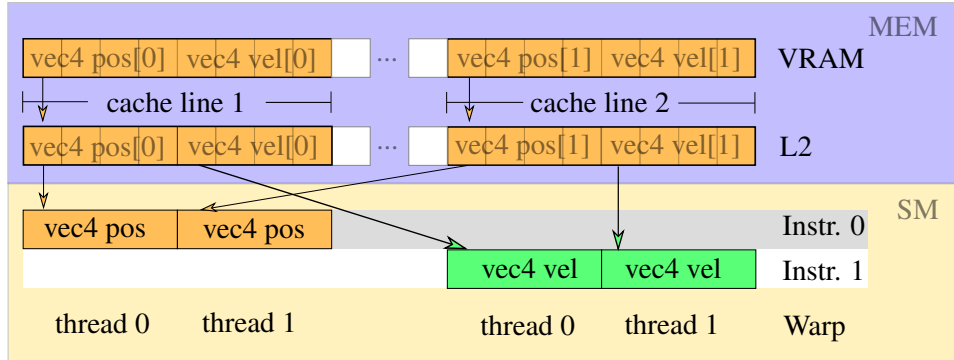 MEM
vec4 pos[0] vec4 vel[0] ... vec4 pos[1] vec4 vel[1] VRAM
cache line 1 cache line 2
vec4 pos[0] vec4 vel[0] ... vec4 pos[1] vec4 vel[1] L2
SM
vec4 pos vec4 pos Instr. 0
vec4 vel vec4 vel Instr. 1
thread 0 thread 1 thread 0 thread 1 Warp